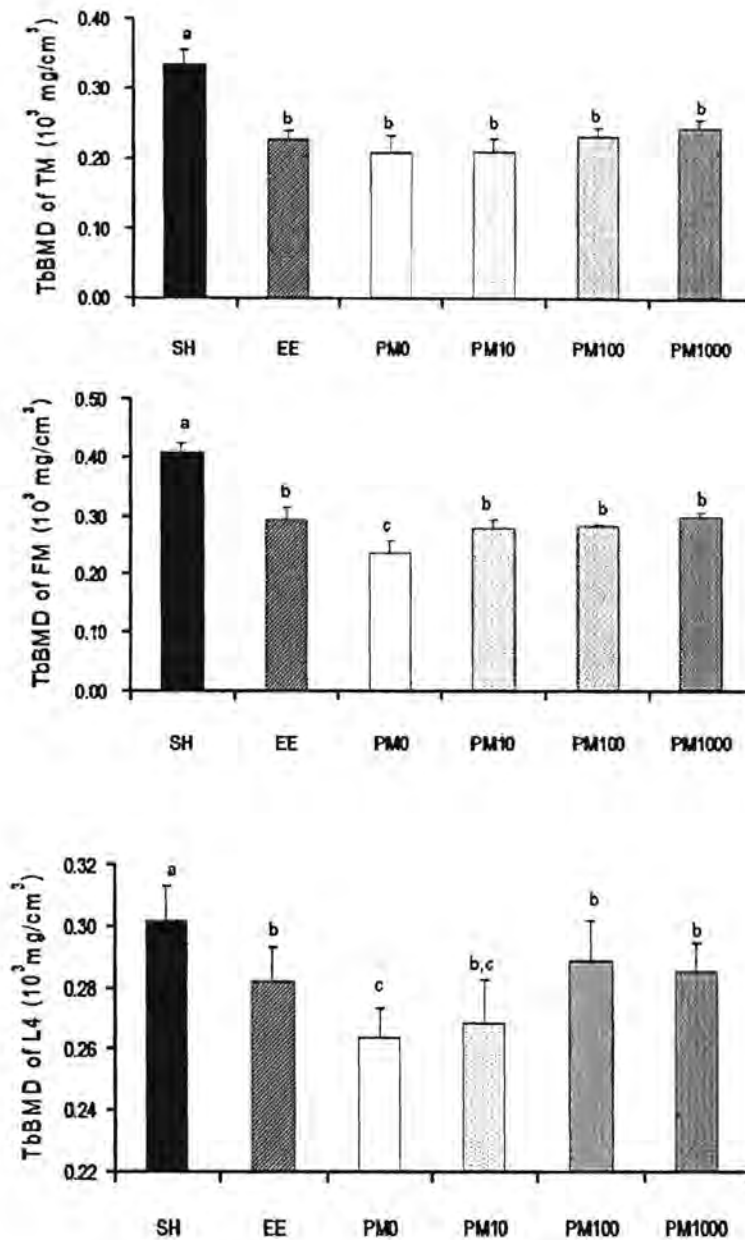 TbBMD of TM (10³ mg/cm³)
0.40
0.30
0.20
0.10
0.00
a
b
b
b
b
b
SH EE PM0 PM10 PM100 PM1000
TbBMD of FM (10³ mg/cm³)
0.50
0.40
0.30
0.20
0.10
0.00
a
b
c
b
b
b
SH EE PM0 PM10 PM100 PM1000
TbBMD of L4 (10³mg/cm³)
0.32
0.30
0.28
0.26
0.24
0.22
a
b
c
b,c
b
b
SH EE PM0 PM10 PM100 PM1000